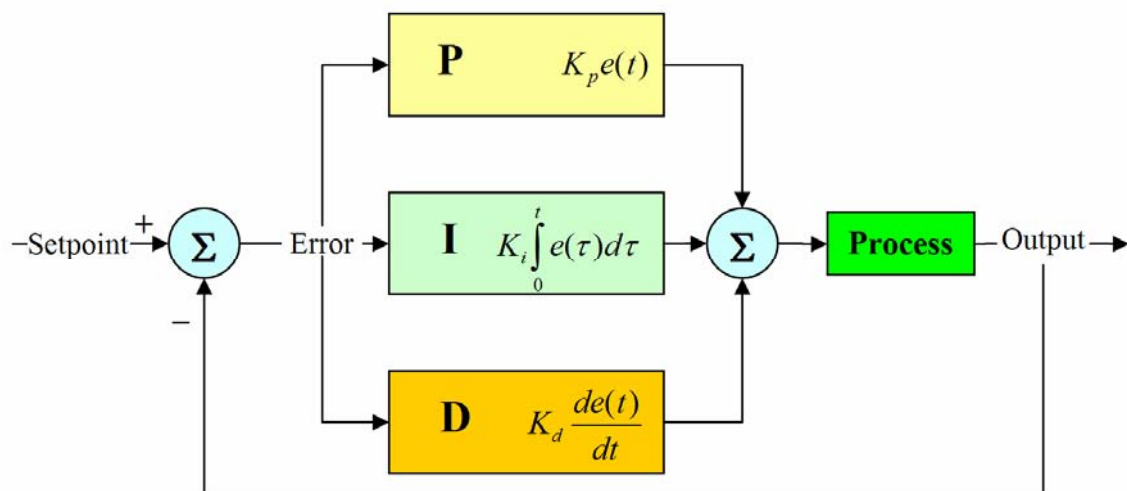 P K_p e(t)
–Setpoint + Σ Error I K_i ∫_0^t e(τ)dτ Σ Process Output
–
D K_d de(t)/dt